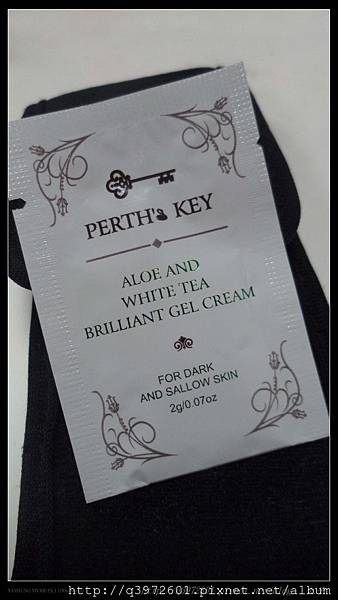 PERTH's KEY
ALOE AND
WHITE TEA
BRILLIANT GEL CREAM
FOR DARK
AND SALLOW SKIN
2g/0.07oz
http://q3972601.pixnet.net/album